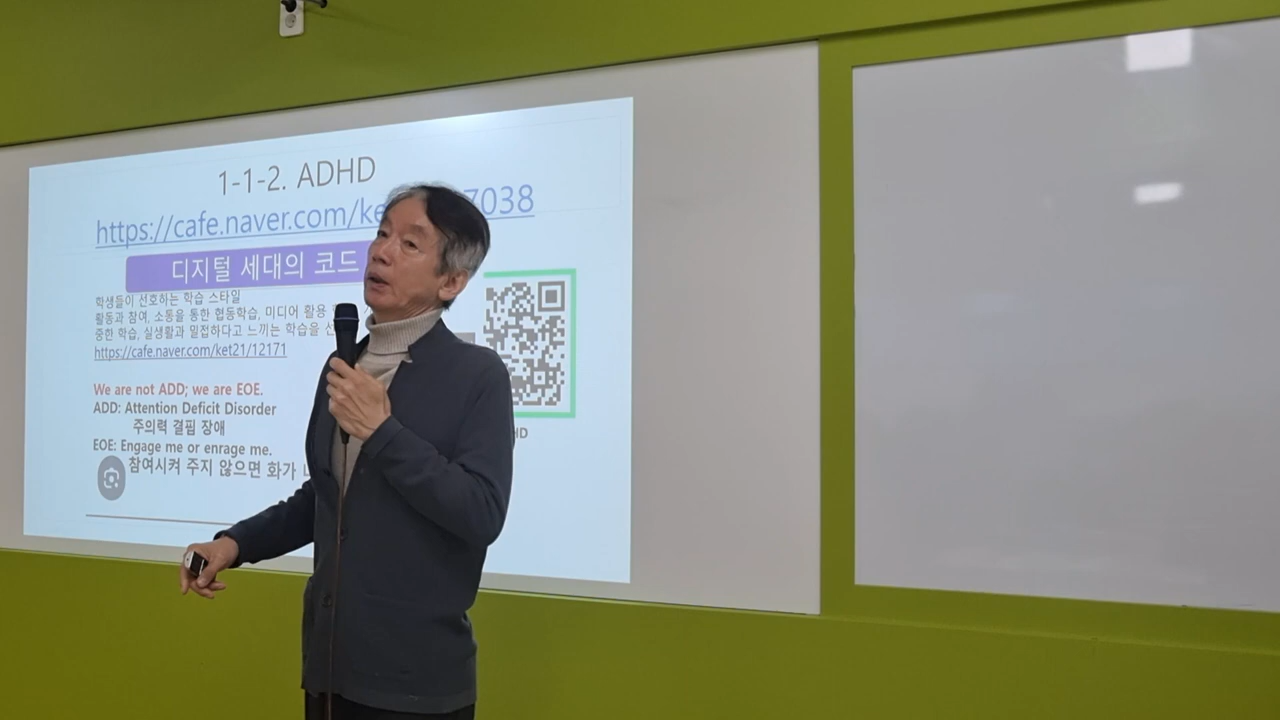 1-1-2. ADHD
https://cafe.naver.com/ke 7038
디지털 세대의 코드
학생들이 선호하는 학습 스타일
활동과 참여, 소통을 통한 협동학습, 미디어 활용
중한 학습, 실생활과 밀접하다고 느끼는 학습을
https://cafe.naver.com/ket21/12171
We are not ADD; we are EOE.
ADD: Attention Deficit Disorder
주의력 결핍 장애
EOE: Engage me or enrage me.
참여시켜 주지 않으면 화가
HD